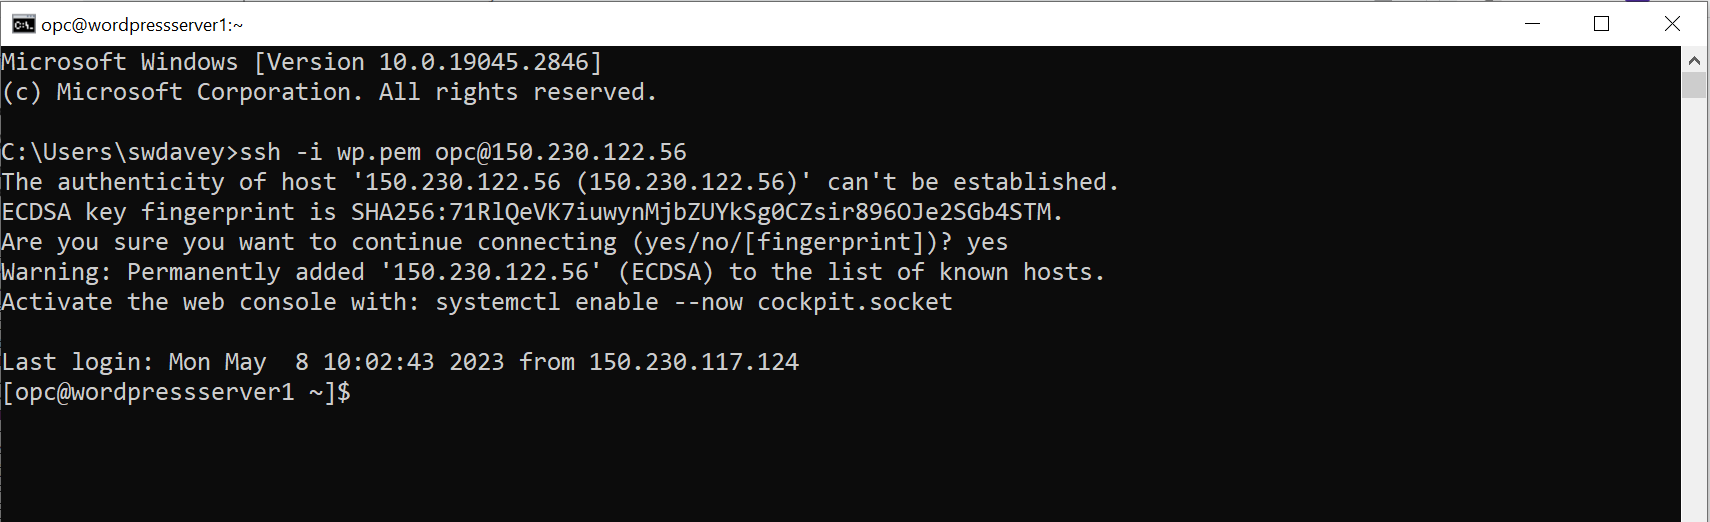 opc@wordpressserver1:~
Microsoft Windows [Version 10.0.19045.2846]
(c) Microsoft Corporation. All rights reserved.
C:\Users\swdavey>ssh -i wp.pem opc@150.230.122.56
The authenticity of host '150.230.122.56 (150.230.122.56)' can't be established.
ECDSA key fingerprint is SHA256:71RlQeVK7iuwynMjbZUYkSg0CZsir896OJe2SGb4STM.
Are you sure you want to continue connecting (yes/no/[fingerprint])? yes
Warning: Permanently added '150.230.122.56' (ECDSA) to the list of known hosts.
Activate the web console with: systemctl enable --now cockpit.socket
Last login: Mon May  8 10:02:43 2023 from 150.230.117.124
[opc@wordpressserver1 ~]$